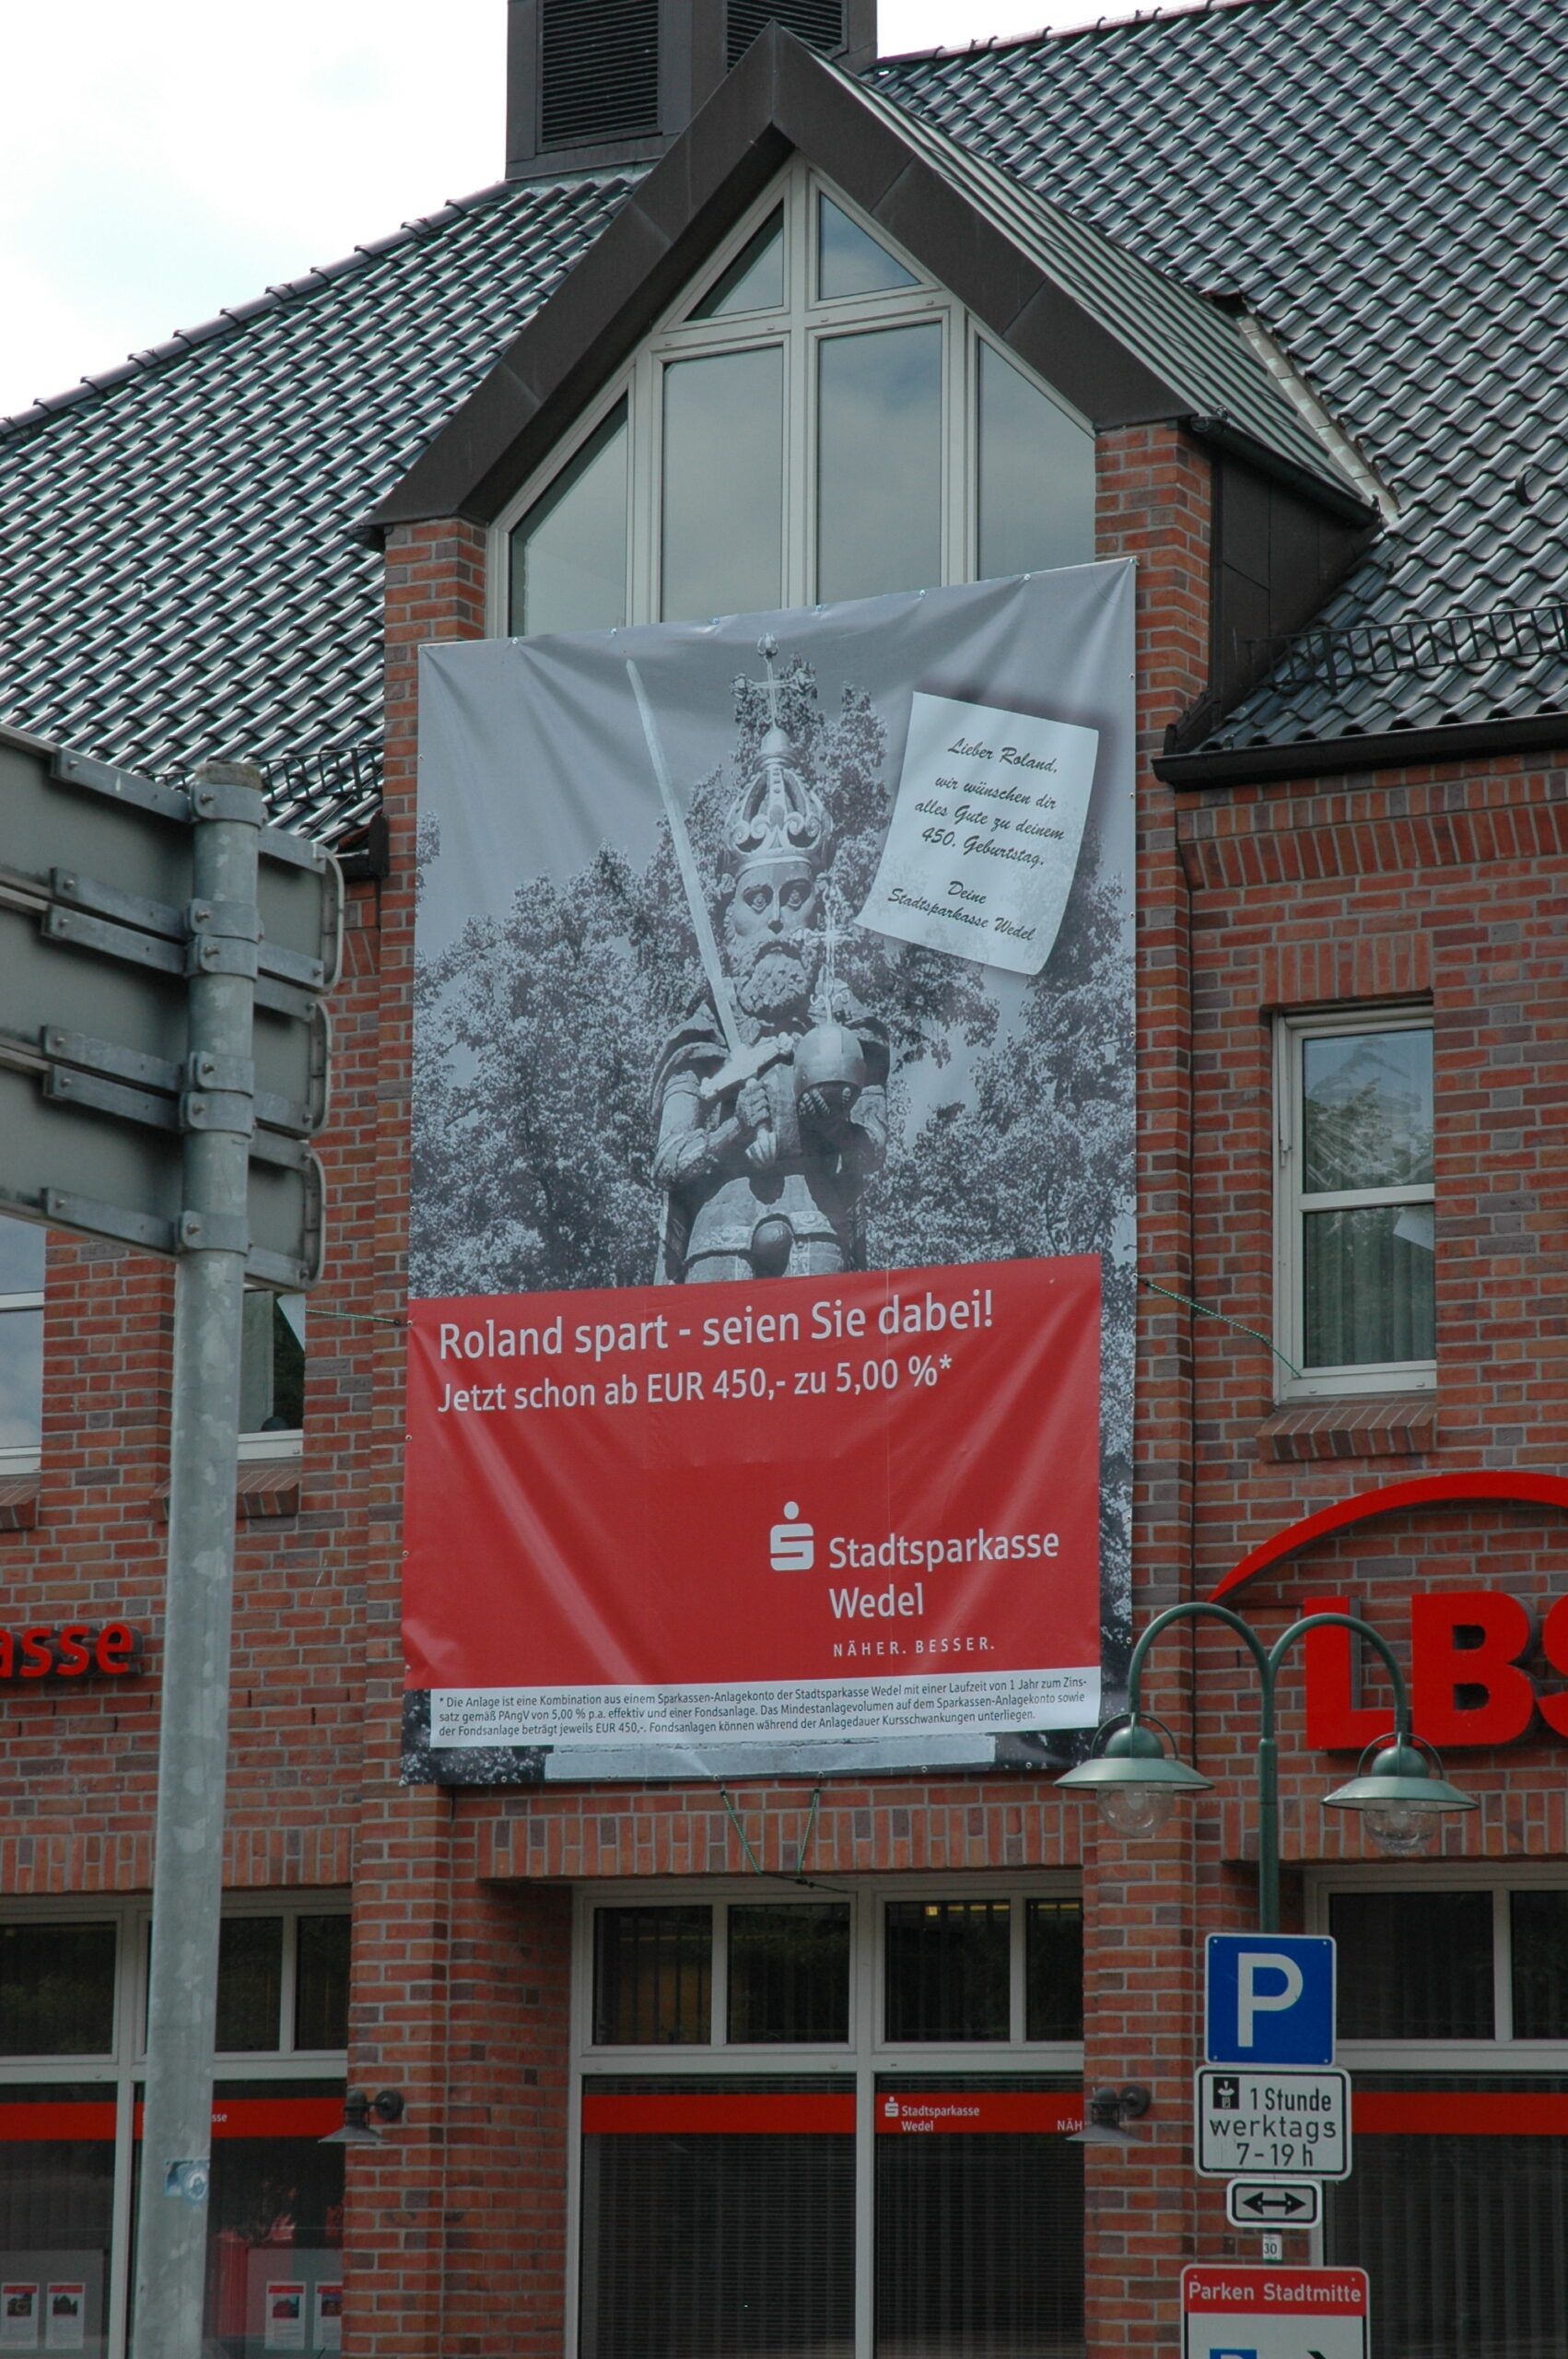 Lieber Roland,
wir wünschen dir
alles Gute zu deinem
450. Geburtstag.
Deine
Stadtsparkasse Wedel
Roland spart - seien Sie dabei!
Jetzt schon ab EUR 450,- zu 5,00 %*
Stadtsparkasse
Wedel
NÄHER. BESSER.
* Die Anlage ist eine Kombination aus einem Sparkassen-Anlagekonto der Stadtsparkasse Wedel mit einer Laufzeit von 1 Jahr zum Zins-
satz gemäß PAngV von 5,00 % p.a. effektiv und einer Fondsanlage. Das Mindestanlagevolumen auf dem Sparkassen-Anlagekonto sowie
der Fondsanlage beträgt jeweils EUR 450,-. Fondsanlagen können während der Anlagedauer Kursschwankungen unterliegen.
asse
LBS
P
1 Stunde
werktags
7-19 h
30
Parken Stadtmitte
sse
Stadtsparkasse
Wedel
NÄH